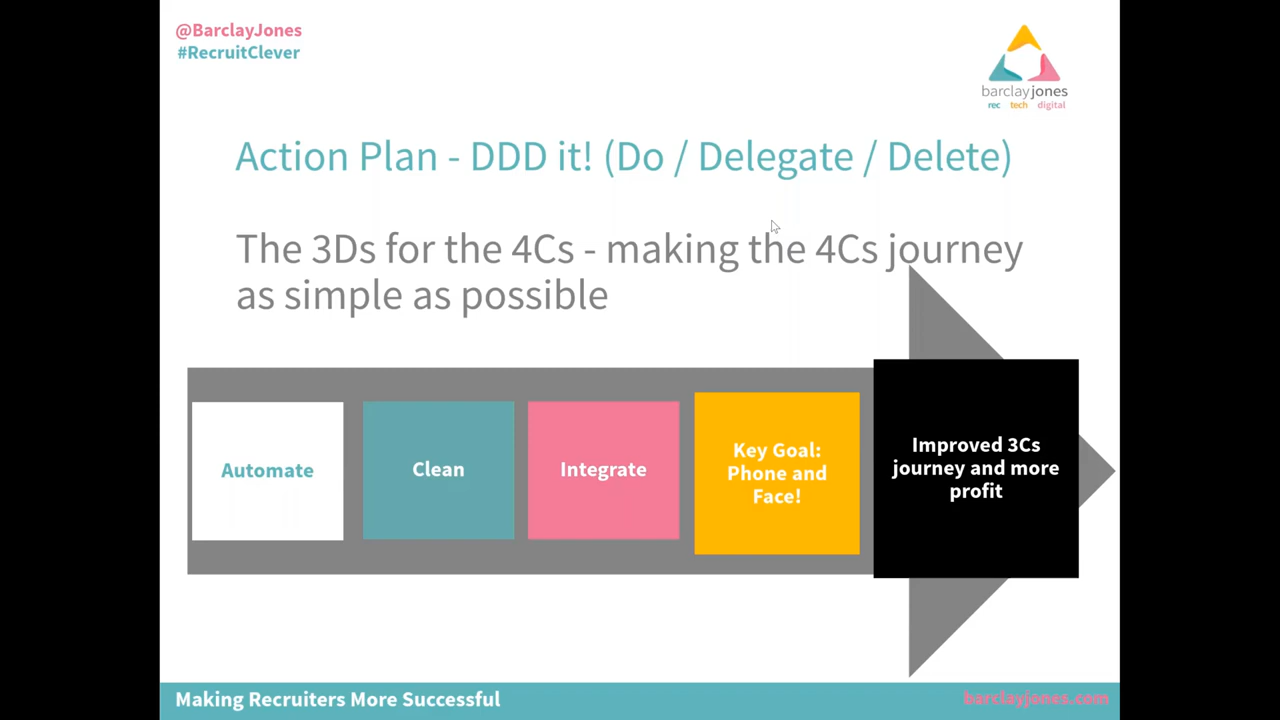 @BarclayJones
#RecruitClever
barclayjones
rec tech digital
Action Plan - DDD it! (Do / Delegate / Delete)
The 3Ds for the 4Cs - making the 4Cs journey
as simple as possible
Automate
Clean
Integrate
Key Goal:
Phone and
Face!
Improved 3Cs
journey and more
profit
Making Recruiters More Successful
barclayjones.com